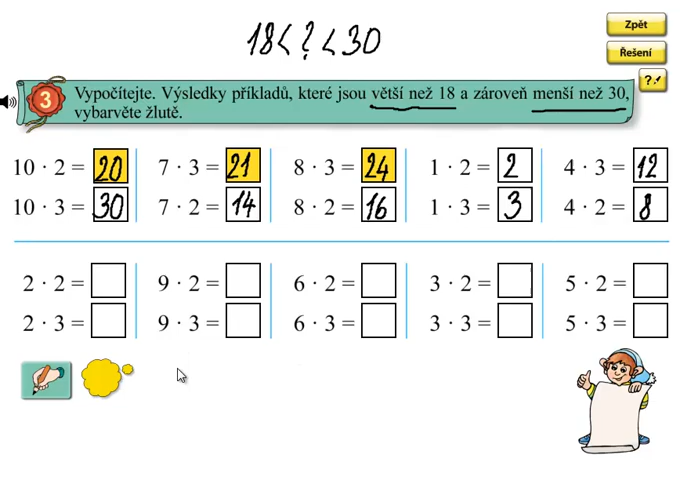 18 < ? < 30
Zpět
Řešení
?
3 Vypočítejte. Výsledky příkladů, které jsou větší než 18 a zároveň menší než 30,
vybarvěte žlutě.
10 · 2 = 20 7 · 3 = 21 8 · 3 = 24 1 · 2 = 2 4 · 3 = 12
10 · 3 = 30 7 · 2 = 14 8 · 2 = 16 1 · 3 = 3 4 · 2 = 8
2 · 2 = 9 · 2 = 6 · 2 = 3 · 2 = 5 · 2 =
2 · 3 = 9 · 3 = 6 · 3 = 3 · 3 = 5 · 3 =